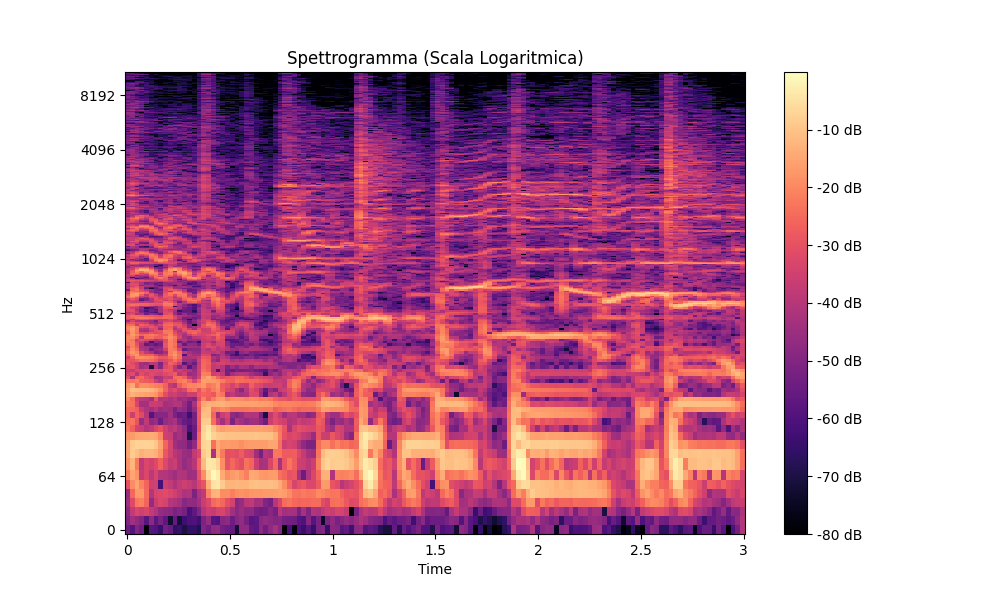 Spettrogramma (Scala Logaritmica)
Hz
8192
4096
2048
1024
512
256
128
64
0
0 0.5 1 1.5 2 2.5 3
Time
-10 dB
-20 dB
-30 dB
-40 dB
-50 dB
-60 dB
-70 dB
-80 dB